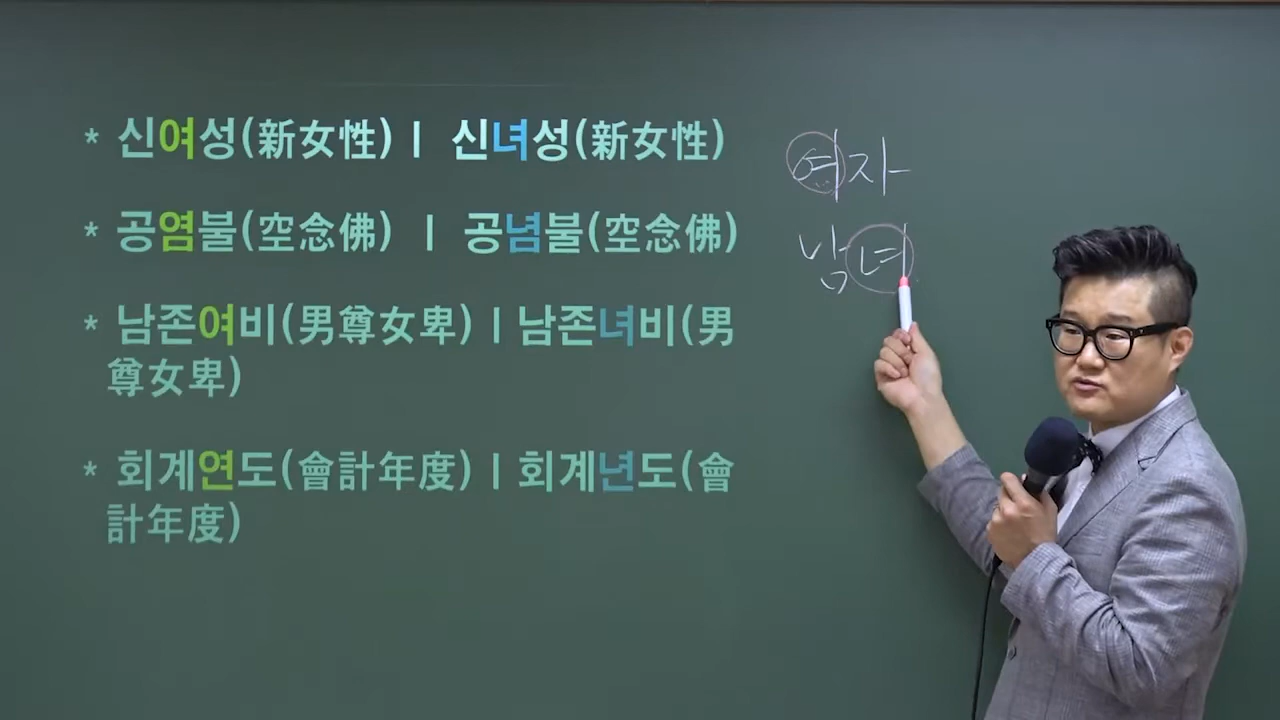 * 신여성(新女性) | 신녀성(新女性)
* 공염불(空念佛) | 공념불(空念佛)
* 남존여비(男尊女卑) | 남존녀비(男
尊女卑)
* 회계연도(會計年度) | 회계년도(會
計年度)
여자
남녀